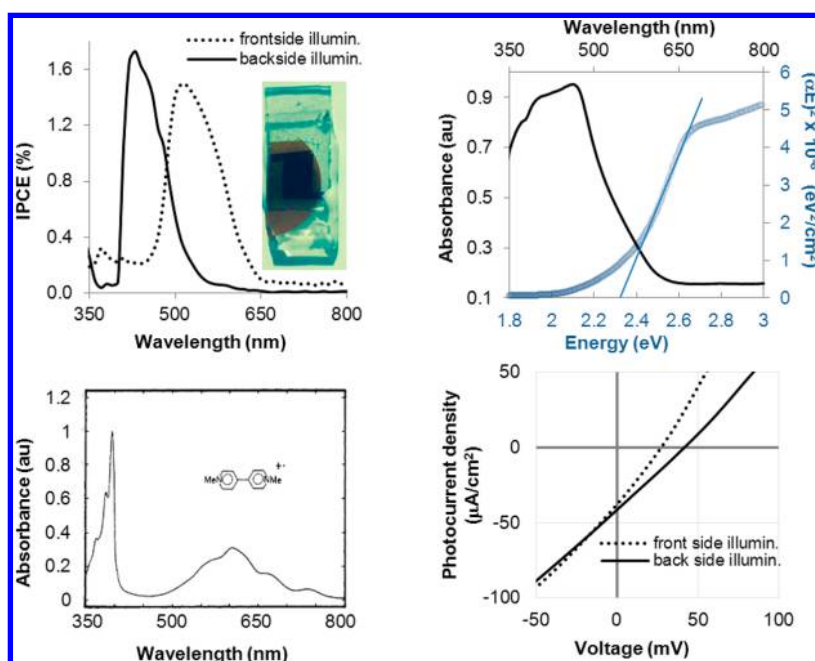 frontside illumin.
backside illumin.
1.6
1.2
0.8
0.4
0.0
IPCE (%)
350 500 650 800
Wavelength (nm)
Wavelength (nm)
350 500 650 800
0.9
0.7
0.5
0.3
0.1
Absorbance (au)
6
5
4
3
2
1
0
1.8 2 2.2 2.4 2.6 2.8 3
Energy (eV)
1.2
1
0.8
0.6
0.4
0.2
0
Absorbance (au)
+·
MeN NMe
350 450 550 650 800
Wavelength (nm)
50
0
-50
-100
Photocurrent density
(µA/cm²)
front side illumin.
back side illumin.
-50 0 50 100
Voltage (mV)